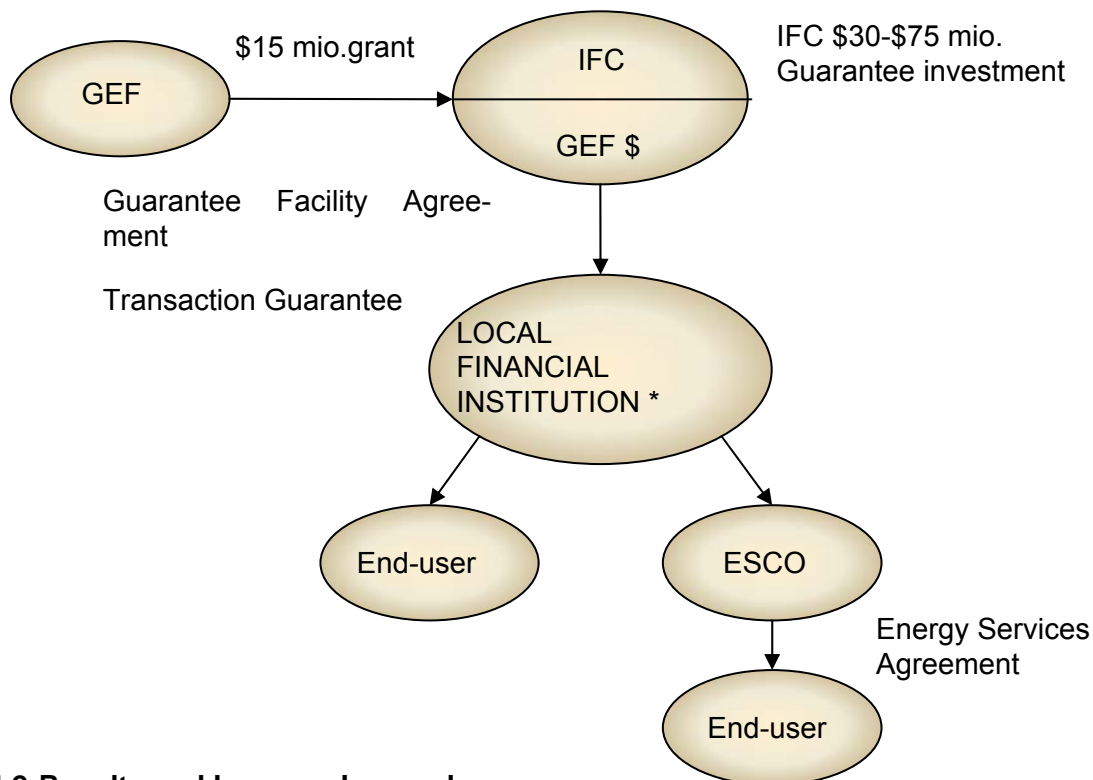 $15 mio.grant
IFC
IFC $30-$75 mio.
Guarantee investment
GEF
GEF $
Guarantee Facility Agree-
ment
Transaction Guarantee
LOCAL
FINANCIAL
INSTITUTION *
End-user
ESCO
Energy Services
Agreement
End-user